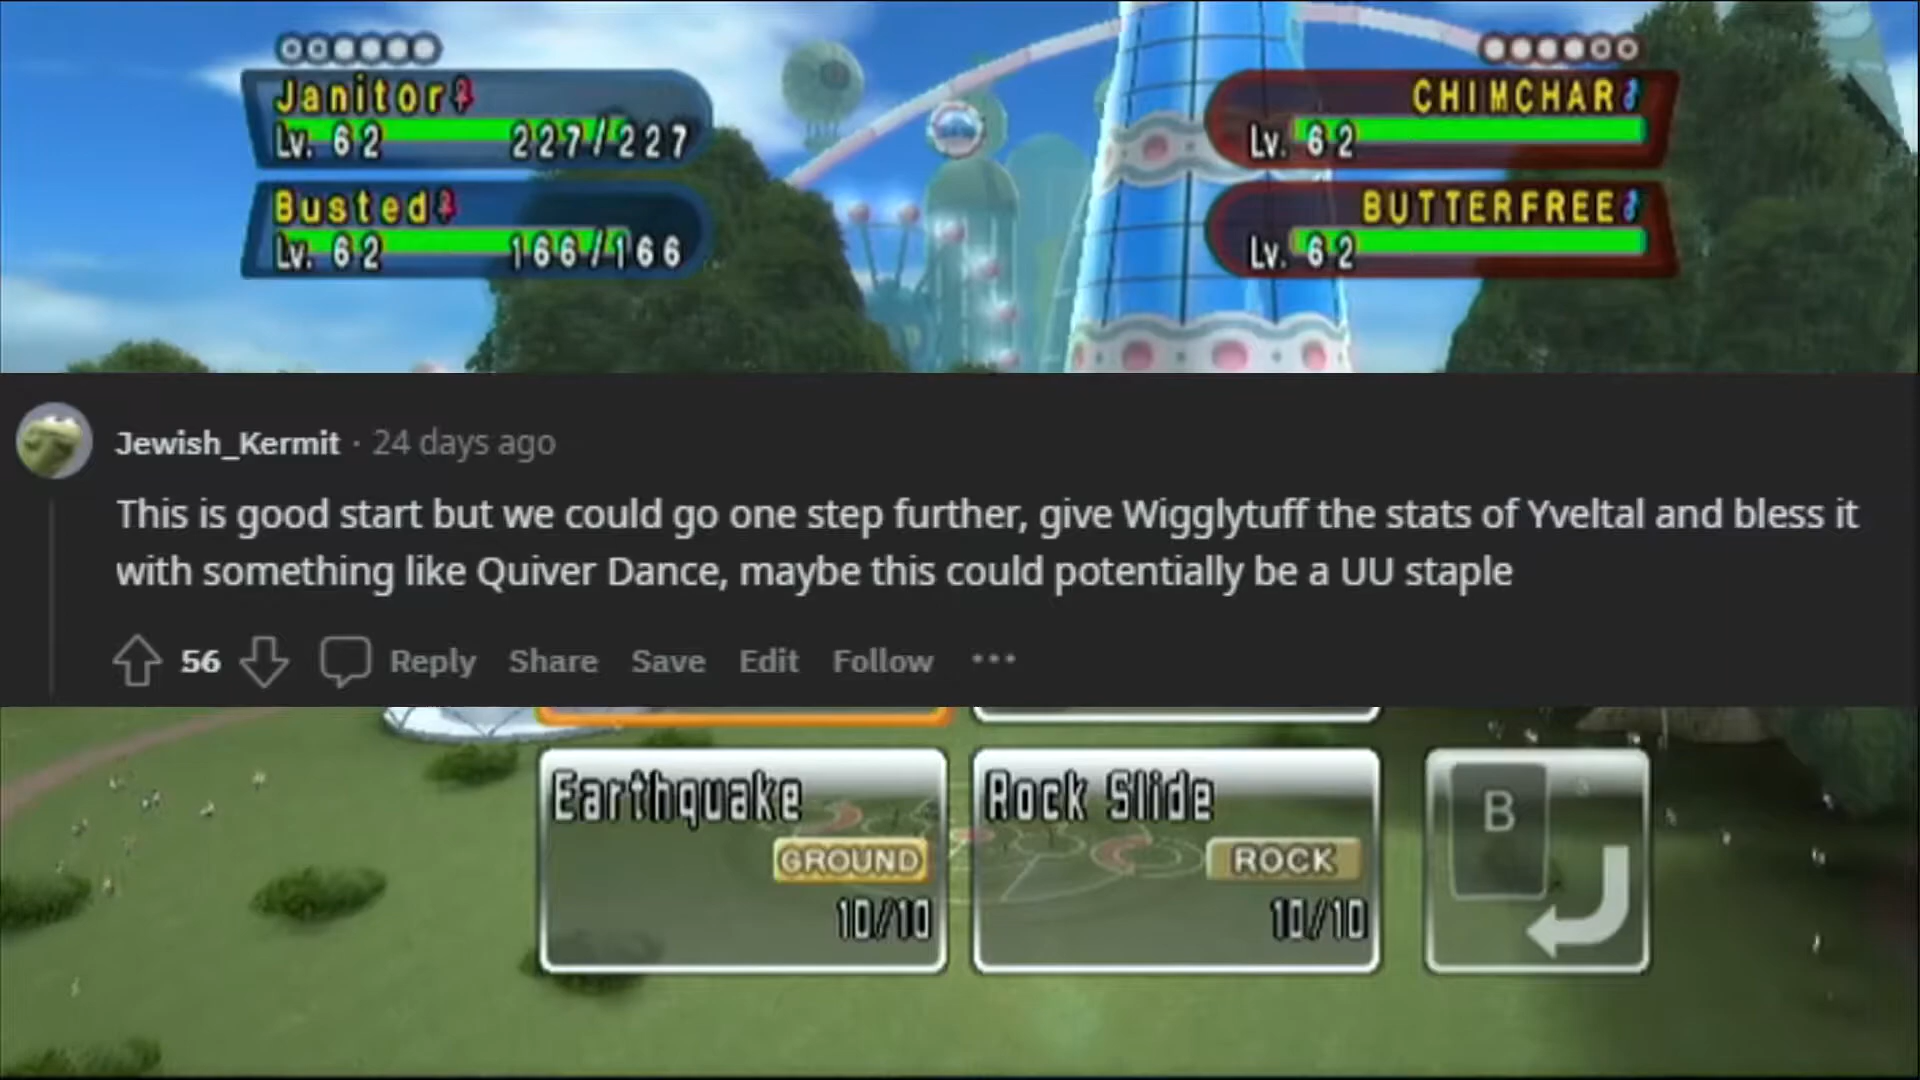 Janitor♀
Lv. 62 227/227
CHIMCHAR♂
Lv. 62
Busted♀
Lv. 62 166/166
BUTTERFREE♂
Lv. 62
Jewish_Kermit · 24 days ago
This is good start but we could go one step further, give Wigglytuff the stats of Yveltal and bless it
with something like Quiver Dance, maybe this could potentially be a UU staple
56 Reply Share Save Edit Follow •••
Earthquake
GROUND
10/10
Rock Slide
ROCK
10/10
B